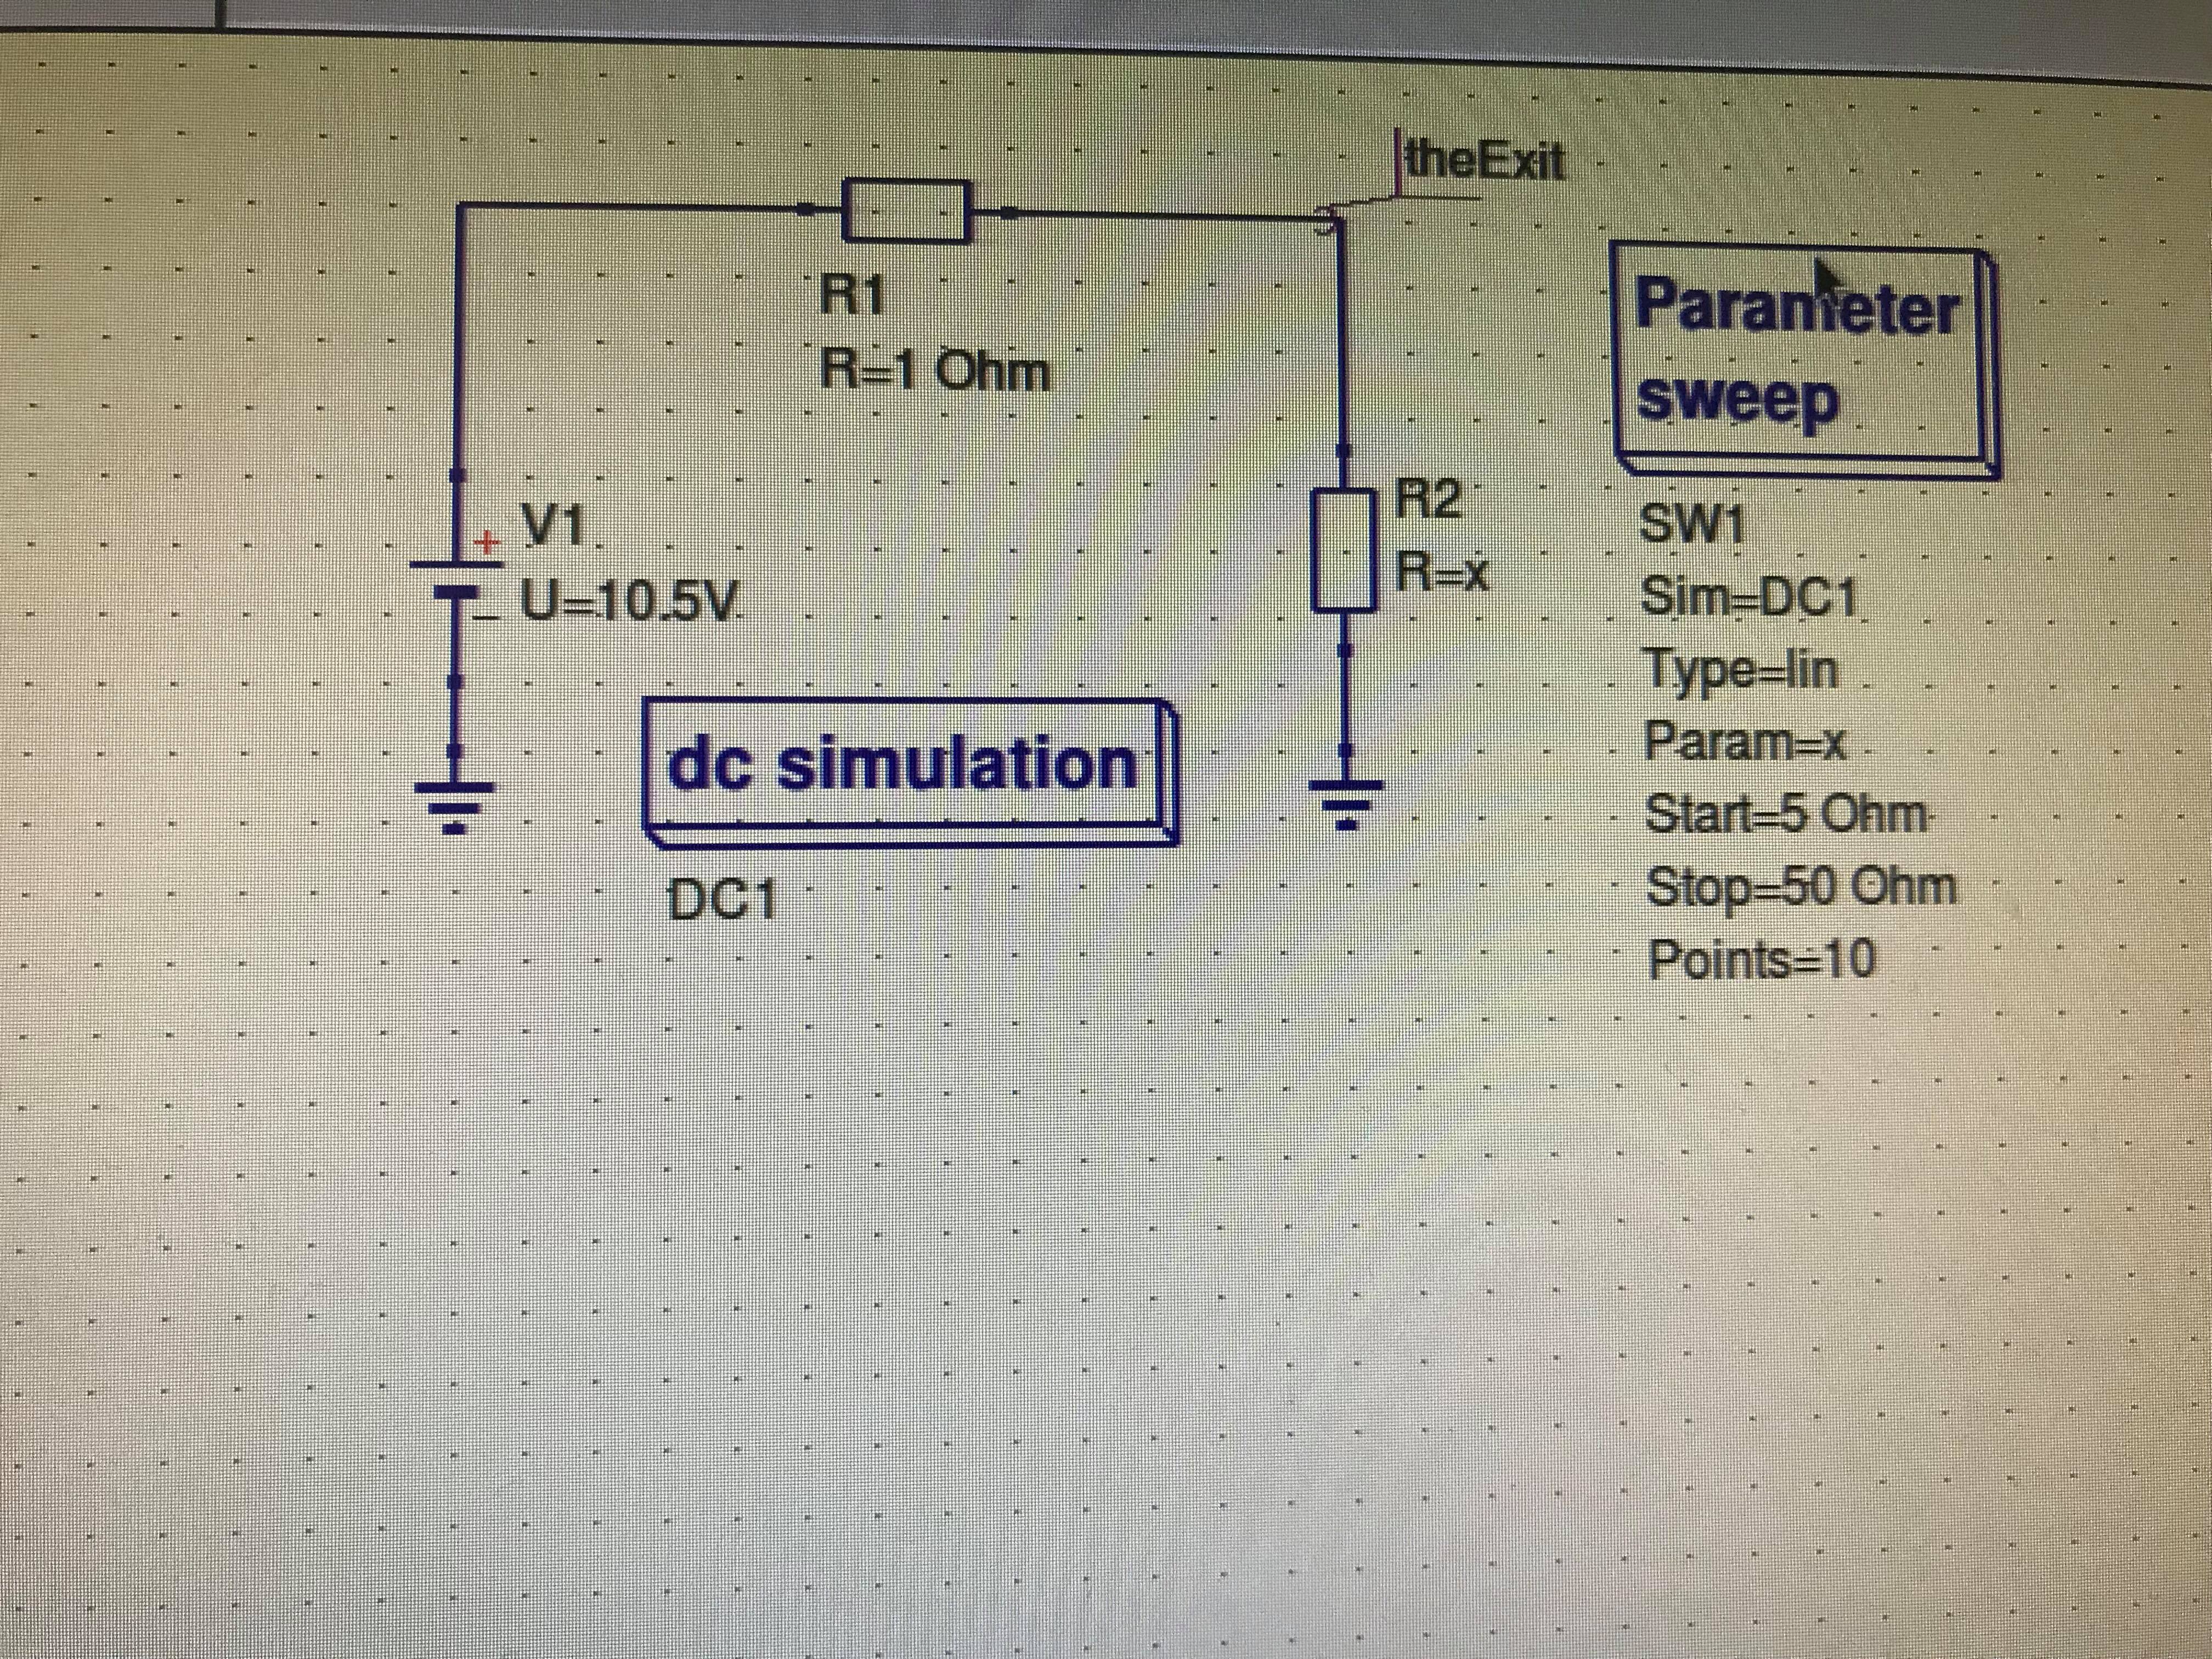 theExit
R1
R=1 Ohm
Parameter
sweep
V1
U=10.5V
R2
R=x
SW1
Sim=DC1
Type=lin
Param=x
Start=5 Ohm
Stop=50 Ohm
Points=10
dc simulation
DC1